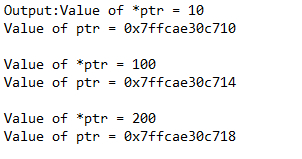 Output:Value of *ptr = 10
Value of ptr = 0x7ffcae30c710
Value of *ptr = 100
Value of ptr = 0x7ffcae30c714
Value of *ptr = 200
Value of ptr = 0x7ffcae30c718